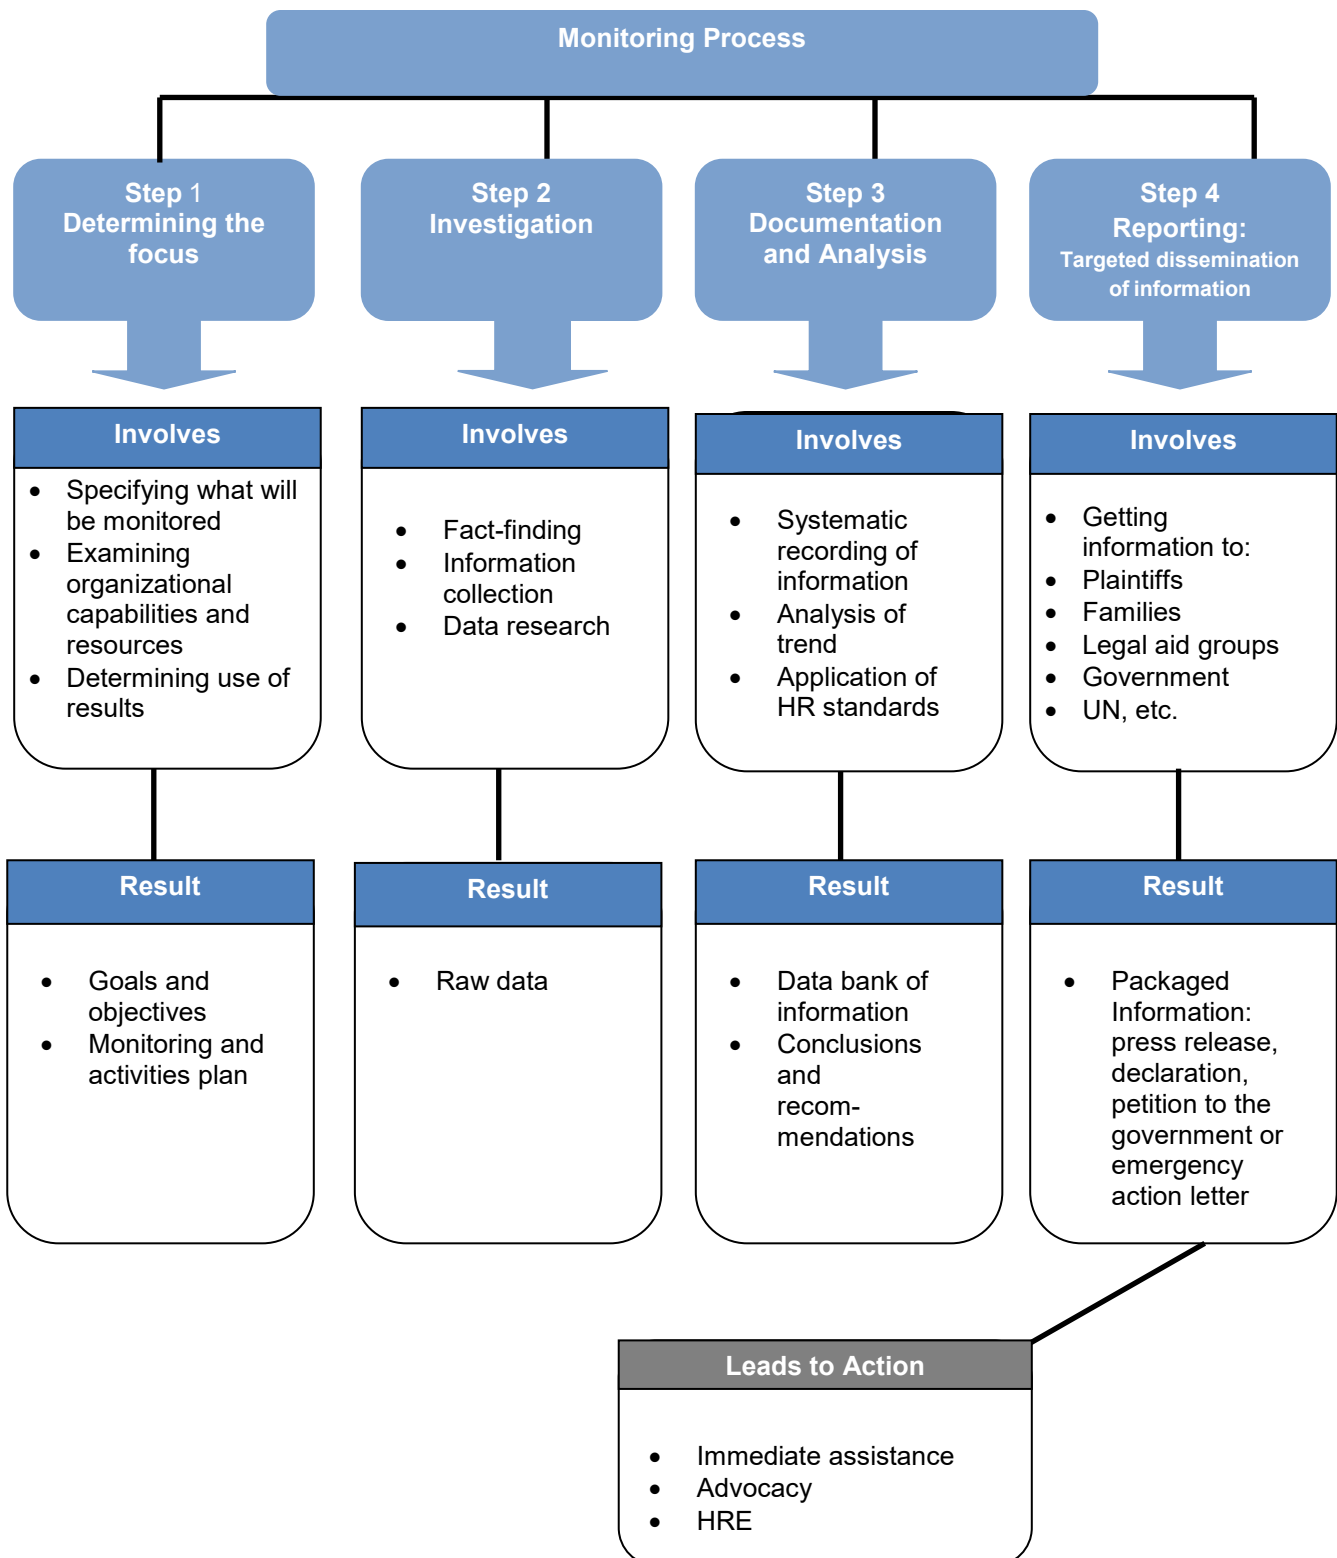 Monitoring Process
Step 1
Determining the
focus
Step 2
Investigation
Step 3
Documentation
and Analysis
Step 4
Reporting:
Targeted dissemination
of information
Involves
• Specifying what will
be monitored
• Examining
organizational
capabilities and
resources
• Determining use of
results
Involves
• Fact-finding
• Information
collection
• Data research
Involves
• Systematic
recording of
information
• Analysis of
trend
• Application of
HR standards
Involves
• Getting
information to:
• Plaintiffs
• Families
• Legal aid groups
• Government
• UN, etc.
Result
• Goals and
objectives
• Monitoring and
activities plan
Result
• Raw data
Result
• Data bank of
information
• Conclusions
and
recom-
mendations
Result
• Packaged
Information:
press release,
declaration,
petition to the
government or
emergency
action letter
Leads to Action
• Immediate assistance
• Advocacy
• HRE